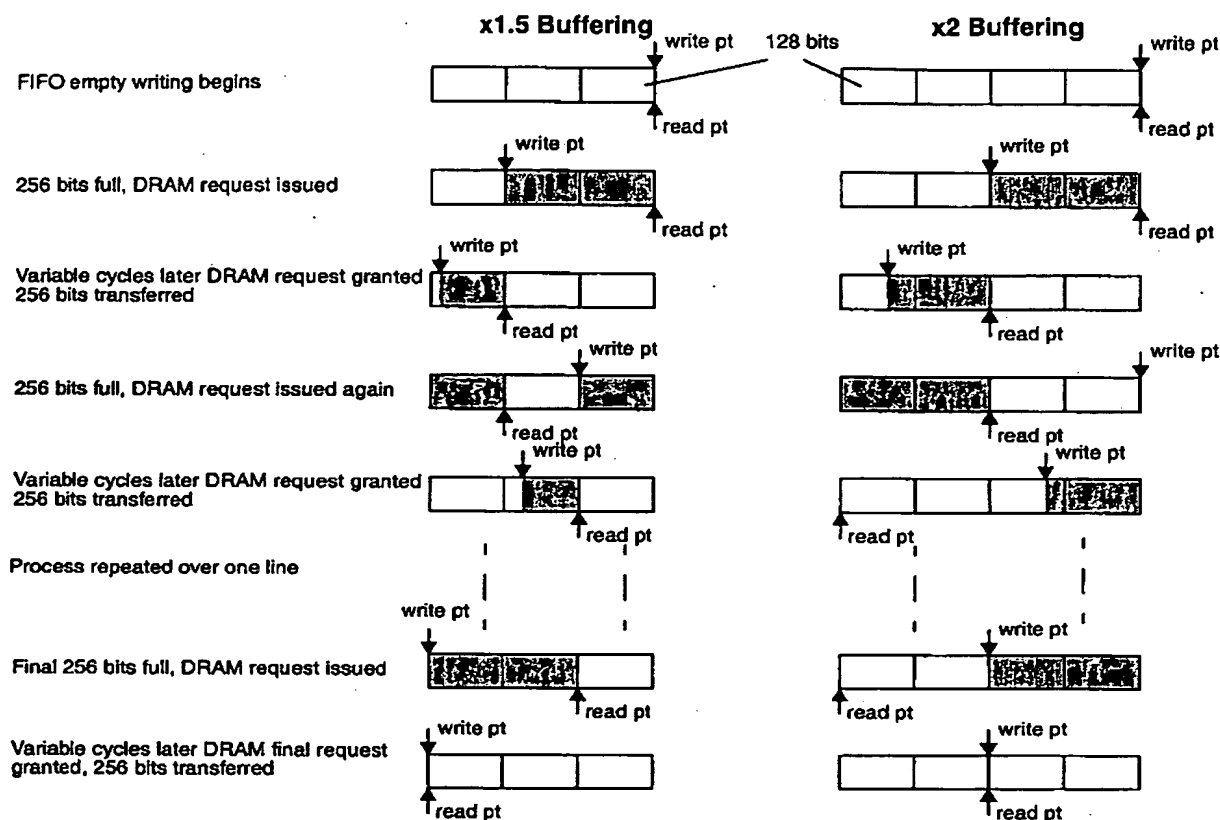 x1.5 Buffering
x2 Buffering
write pt
128 bits
write pt
FIFO empty writing begins
read pt
read pt
write pt
write pt
256 bits full, DRAM request issued
read pt
read pt
write pt
write pt
Variable cycles later DRAM request granted
256 bits transferred
read pt
read pt
write pt
write pt
256 bits full, DRAM request issued again
read pt
read pt
write pt
write pt
Variable cycles later DRAM request granted
256 bits transferred
read pt
read pt
Process repeated over one line
write pt
write pt
Final 256 bits full, DRAM request issued
read pt
read pt
write pt
write pt
Variable cycles later DRAM final request
granted, 256 bits transferred
read pt
read pt